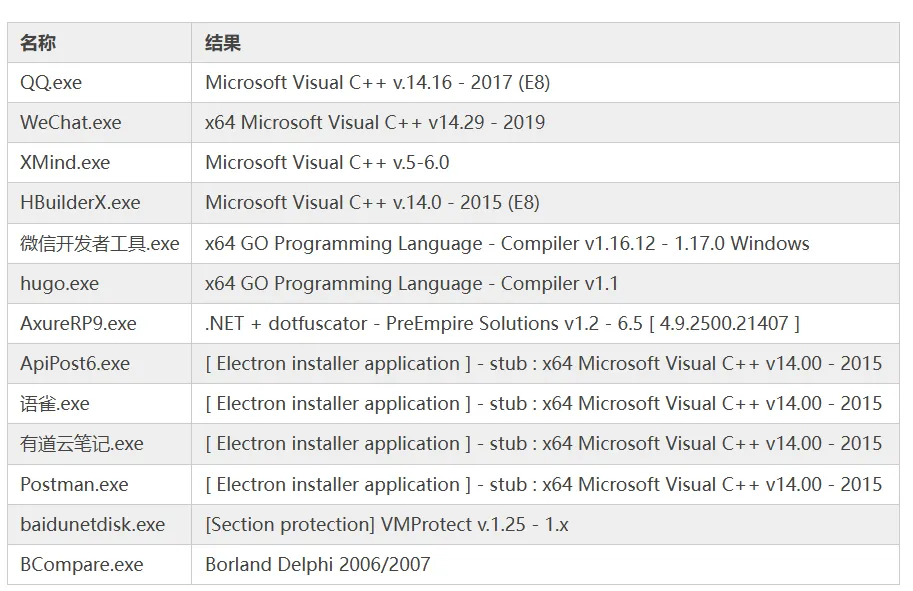 名称 结果
QQ.exe Microsoft Visual C++ v.14.16 - 2017 (E8)
WeChat.exe x64 Microsoft Visual C++ v14.29 - 2019
XMind.exe Microsoft Visual C++ v.5-6.0
HBuilderX.exe Microsoft Visual C++ v.14.0 - 2015 (E8)
微信开发者工具.exe x64 GO Programming Language - Compiler v1.16.12 - 1.17.0 Windows
hugo.exe x64 GO Programming Language - Compiler v1.1
AxureRP9.exe .NET + dotfuscator - PreEmpire Solutions v1.2 - 6.5 [ 4.9.2500.21407 ]
ApiPost6.exe [ Electron installer application ] - stub : x64 Microsoft Visual C++ v14.00 - 2015
语雀.exe [ Electron installer application ] - stub : x64 Microsoft Visual C++ v14.00 - 2015
有道云笔记.exe [ Electron installer application ] - stub : x64 Microsoft Visual C++ v14.00 - 2015
Postman.exe [ Electron installer application ] - stub : x64 Microsoft Visual C++ v14.00 - 2015
baidunetdisk.exe [Section protection] VMProtect v.1.25 - 1.x
BCompare.exe Borland Delphi 2006/2007